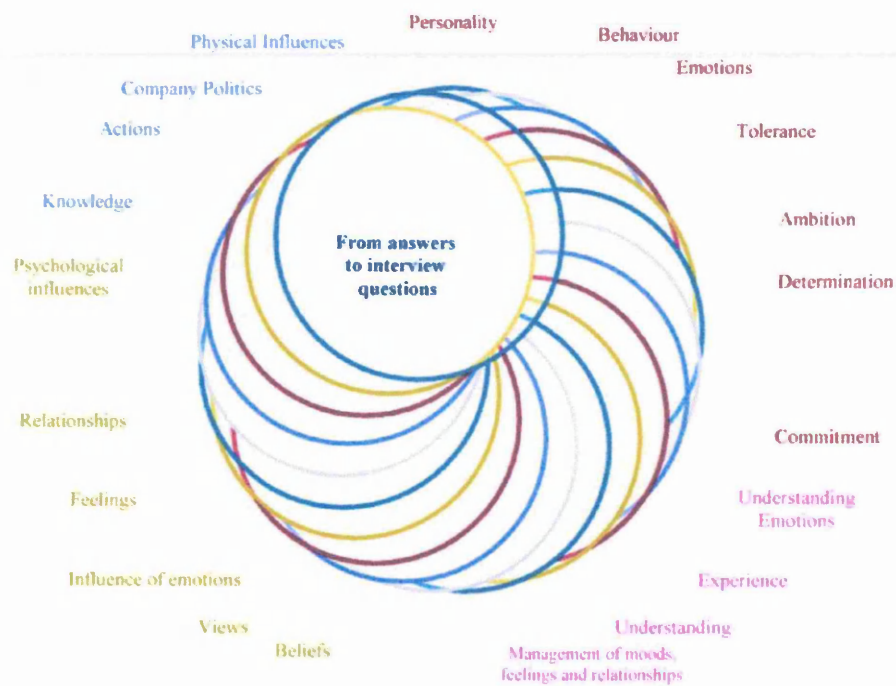 Personality
Physical Influences
Behaviour
Emotions
Company Politics
Actions
Tolerance
Knowledge
Ambition
From answers
to interview
questions
Psychological
influences
Determination
Relationships
Commitment
Feelings
Understanding
Emotions
Influence of emotions
Experience
Views
Understanding
Beliefs
Management of moods,
feelings and relationships